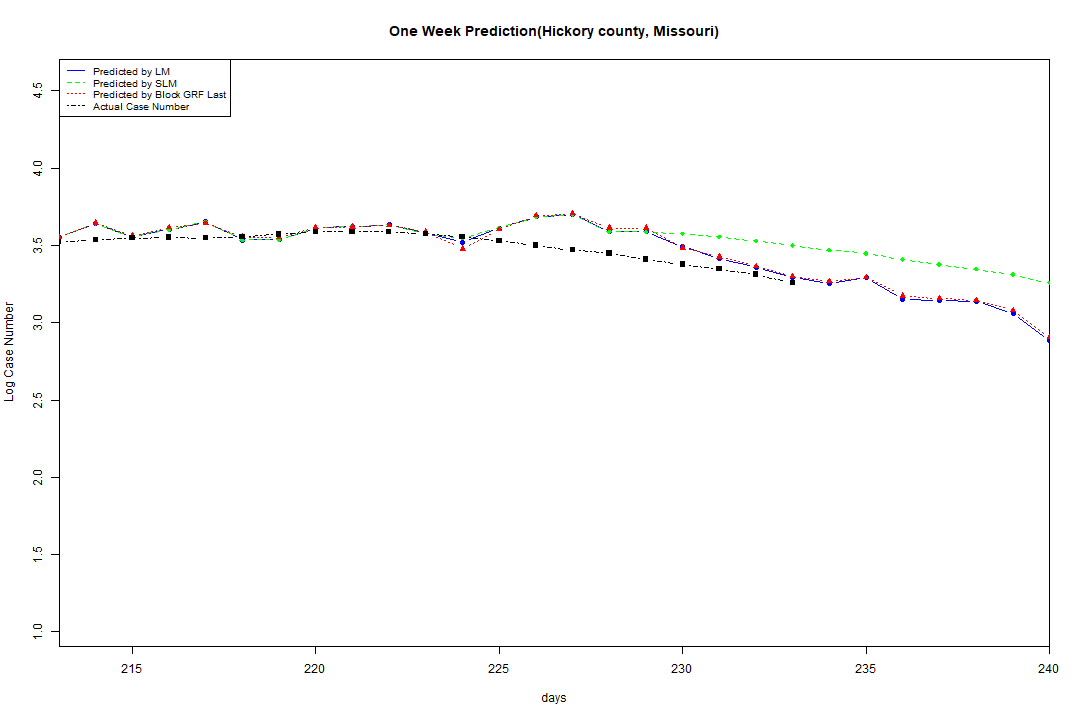 One Week Prediction(Hickory county, Missouri)
Predicted by LM
Predicted by SLM
Predicted by Block GRF Last
Actual Case Number
4.5
4.0
3.5
3.0
2.5
2.0
1.5
1.0
Log Case Number
215 220 225 230 235 240
days